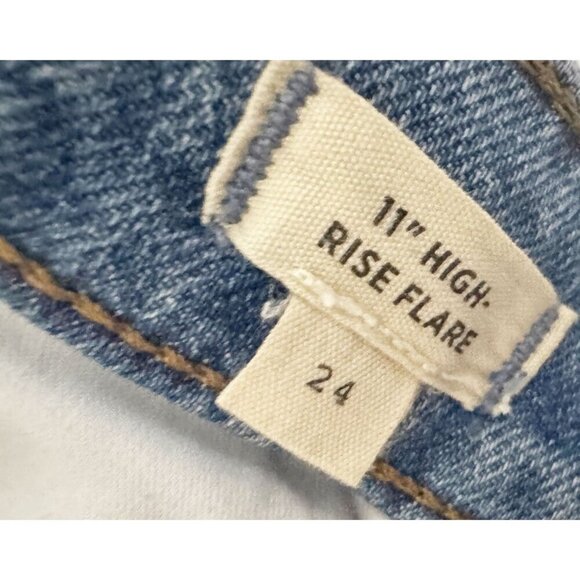 11" HIGH-
RISE FLARE
24